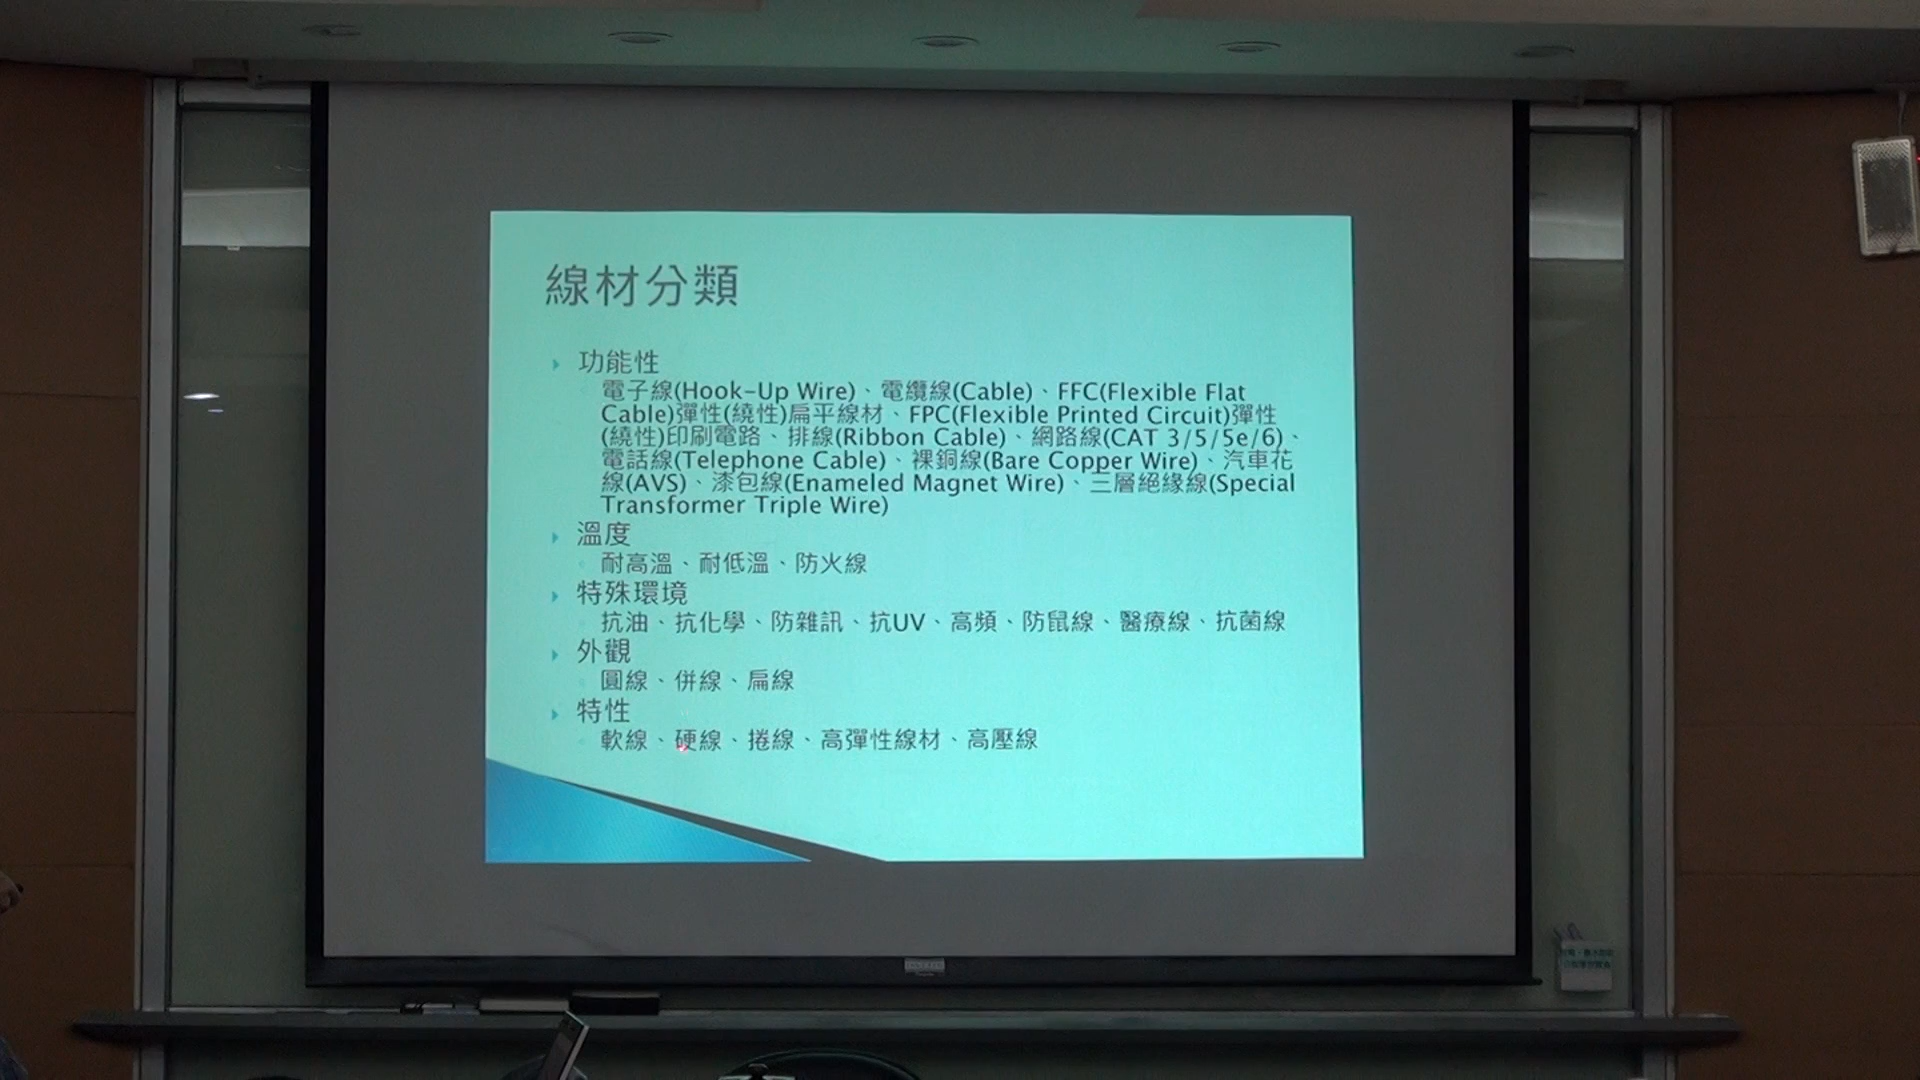 線材分類
功能性
電子線(Hook-Up Wire)、電纜線(Cable)、FFC(Flexible Flat
Cable)彈性(繞性)扁平線材、FPC(Flexible Printed Circuit)彈性
(繞性)印刷電路、排線(Ribbon Cable)、網路線(CAT 3/5/5e/6)、
電話線(Telephone Cable)、裸銅線(Bare Copper Wire)、汽車花
線(AVS)、漆包線(Enameled Magnet Wire)、三層絕緣線(Special
Transformer Triple Wire)
溫度
耐高溫、耐低溫、防火線
特殊環境
抗油、抗化學、防雜訊、抗UV、高頻、防鼠線、醫療線、抗菌線
外觀
圓線、併線、扁線
特性
軟線、硬線、捲線、高彈性線材、高壓線